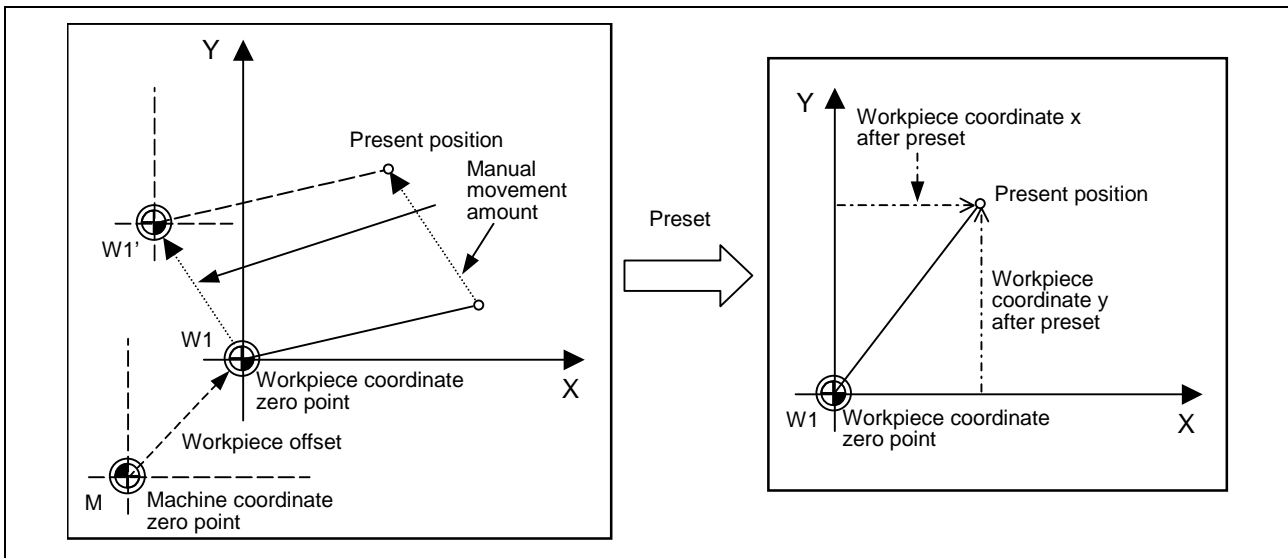 Y
Present position
Manual
movement
amount
W1'
W1
X
Workpiece coordinate
zero point
Workpiece offset
M
Machine coordinate
zero point
Preset
Y
Workpiece coordinate x
after preset
Present position
Workpiece
coordinate y
after preset
W1
Workpiece coordinate
zero point
X